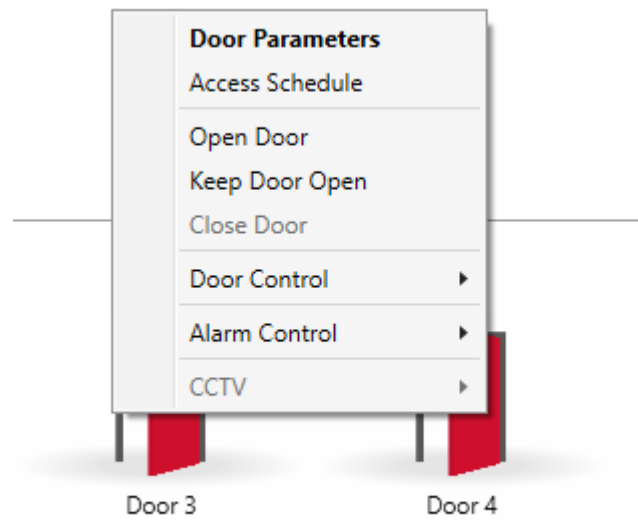 Door Parameters
Access Schedule
Open Door
Keep Door Open
Close Door
Door Control
Alarm Control
CCTV
Door 3
Door 4